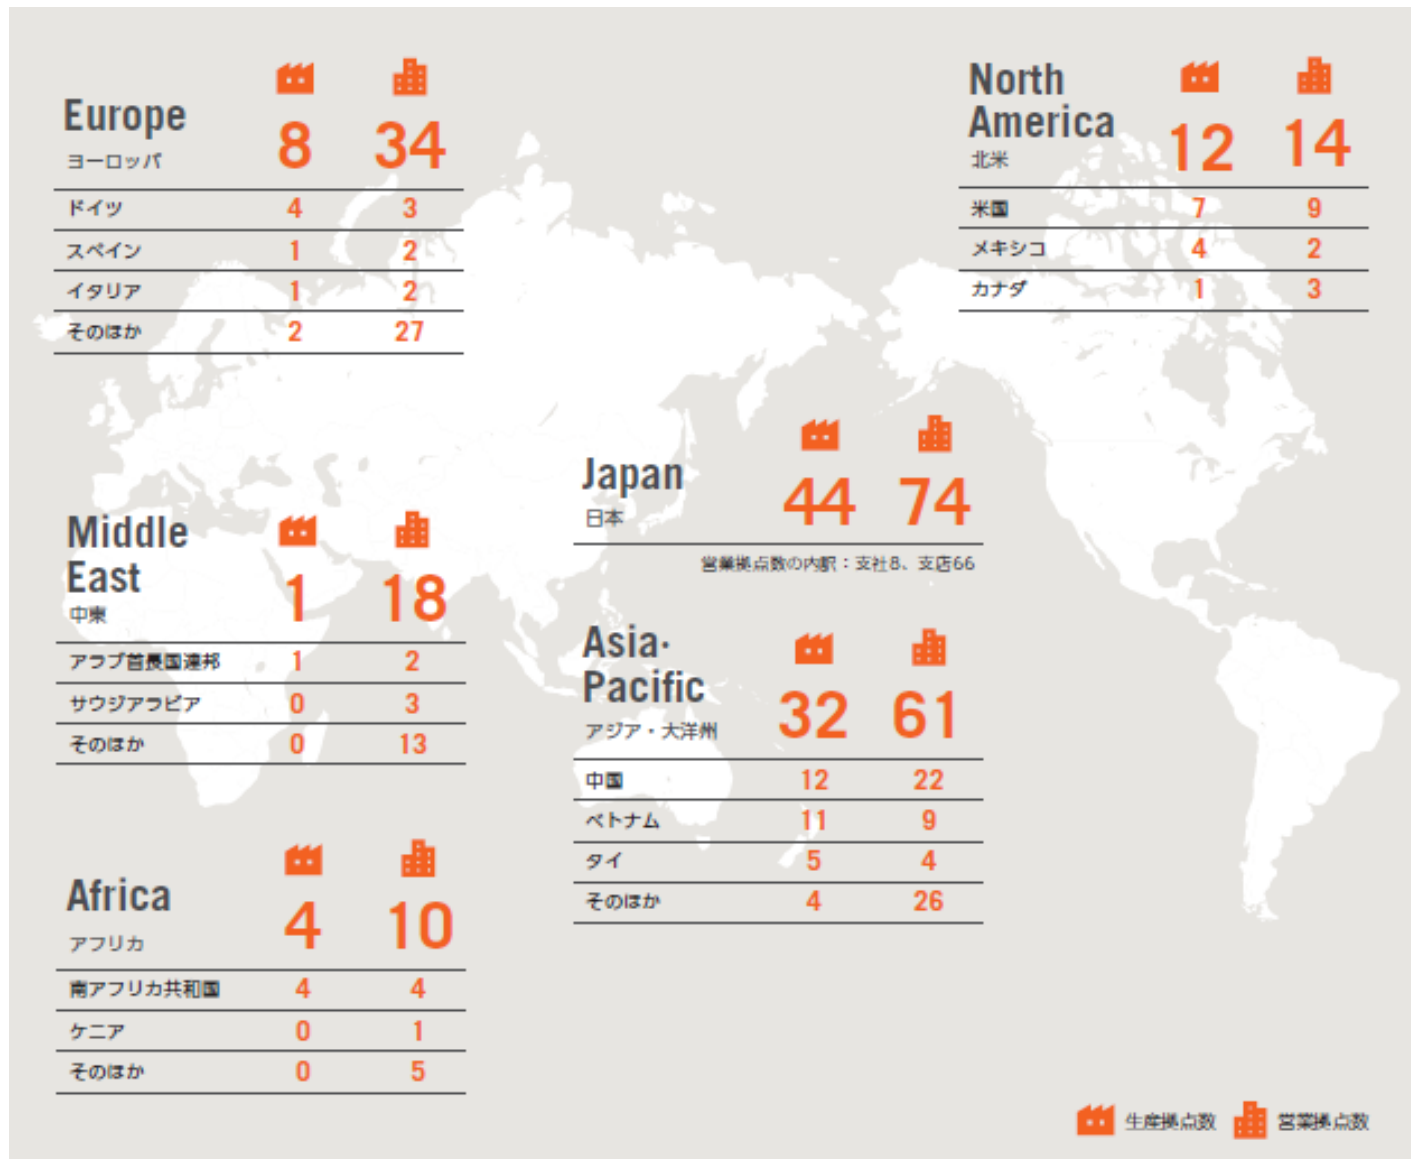 Europe
ヨーロッパ
8 34
ドイツ 4 3
スペイン 1 2
イタリア 1 2
そのほか 2 27
North
America
北米
12 14
米国 7 9
メキシコ 4 2
カナダ 1 3
Japan
日本
44 74
営業拠点数の内訳：支社8、支店66
Middle
East
中東
1 18
アラブ首長国連邦 1 2
サウジアラビア 0 3
そのほか 0 13
Asia·
Pacific
アジア・大洋州
32 61
中国 12 22
ベトナム 11 9
タイ 5 4
そのほか 4 26
Africa
アフリカ
4 10
南アフリカ共和国 4 4
ケニア 0 1
そのほか 0 5
生産拠点数 営業拠点数